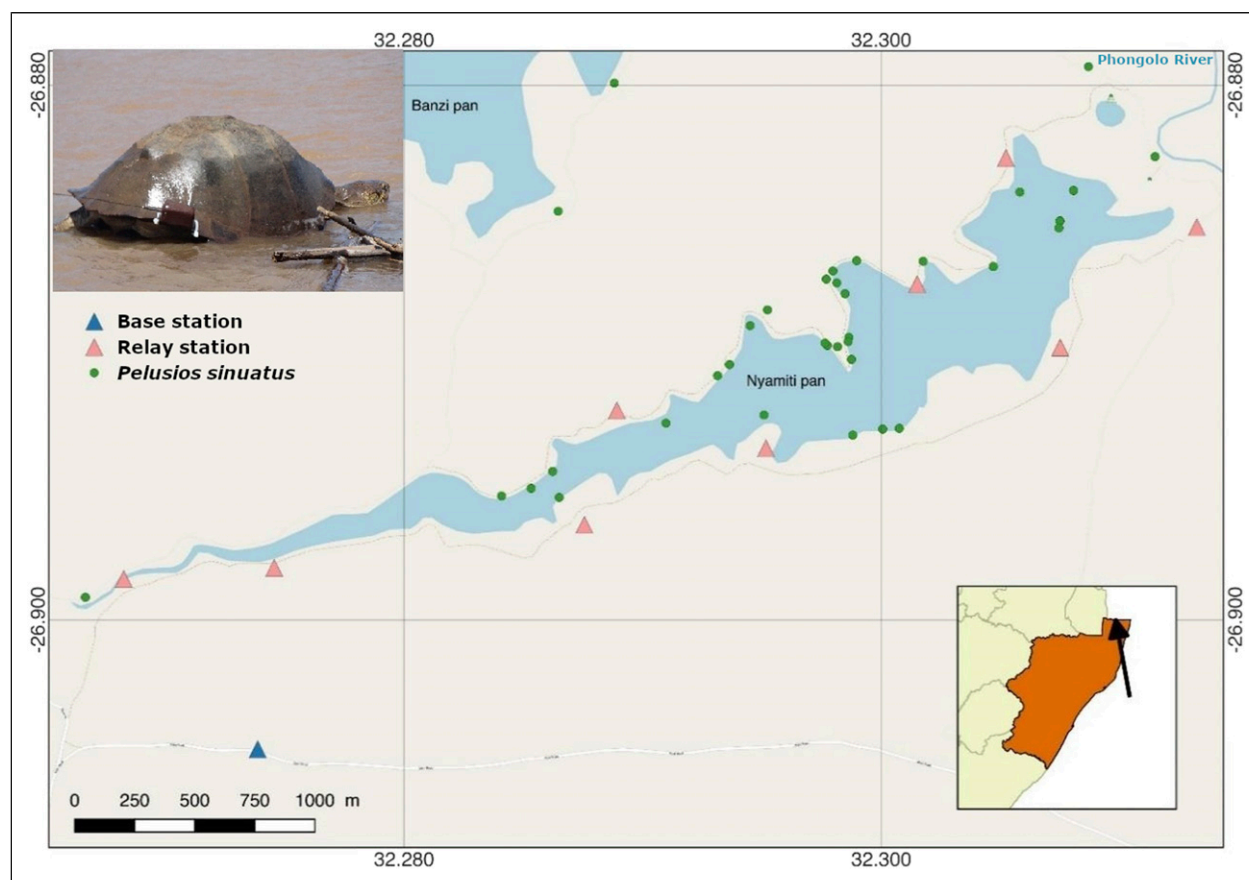 32.280
32.300
-26.880
-26.880
Phongolo River
Banzi pan
Base station
Relay station
Pelusios sinuatus
Nyamiti pan
-26.900
-26.900
0 250 500 750 1000 m
32.280
32.300